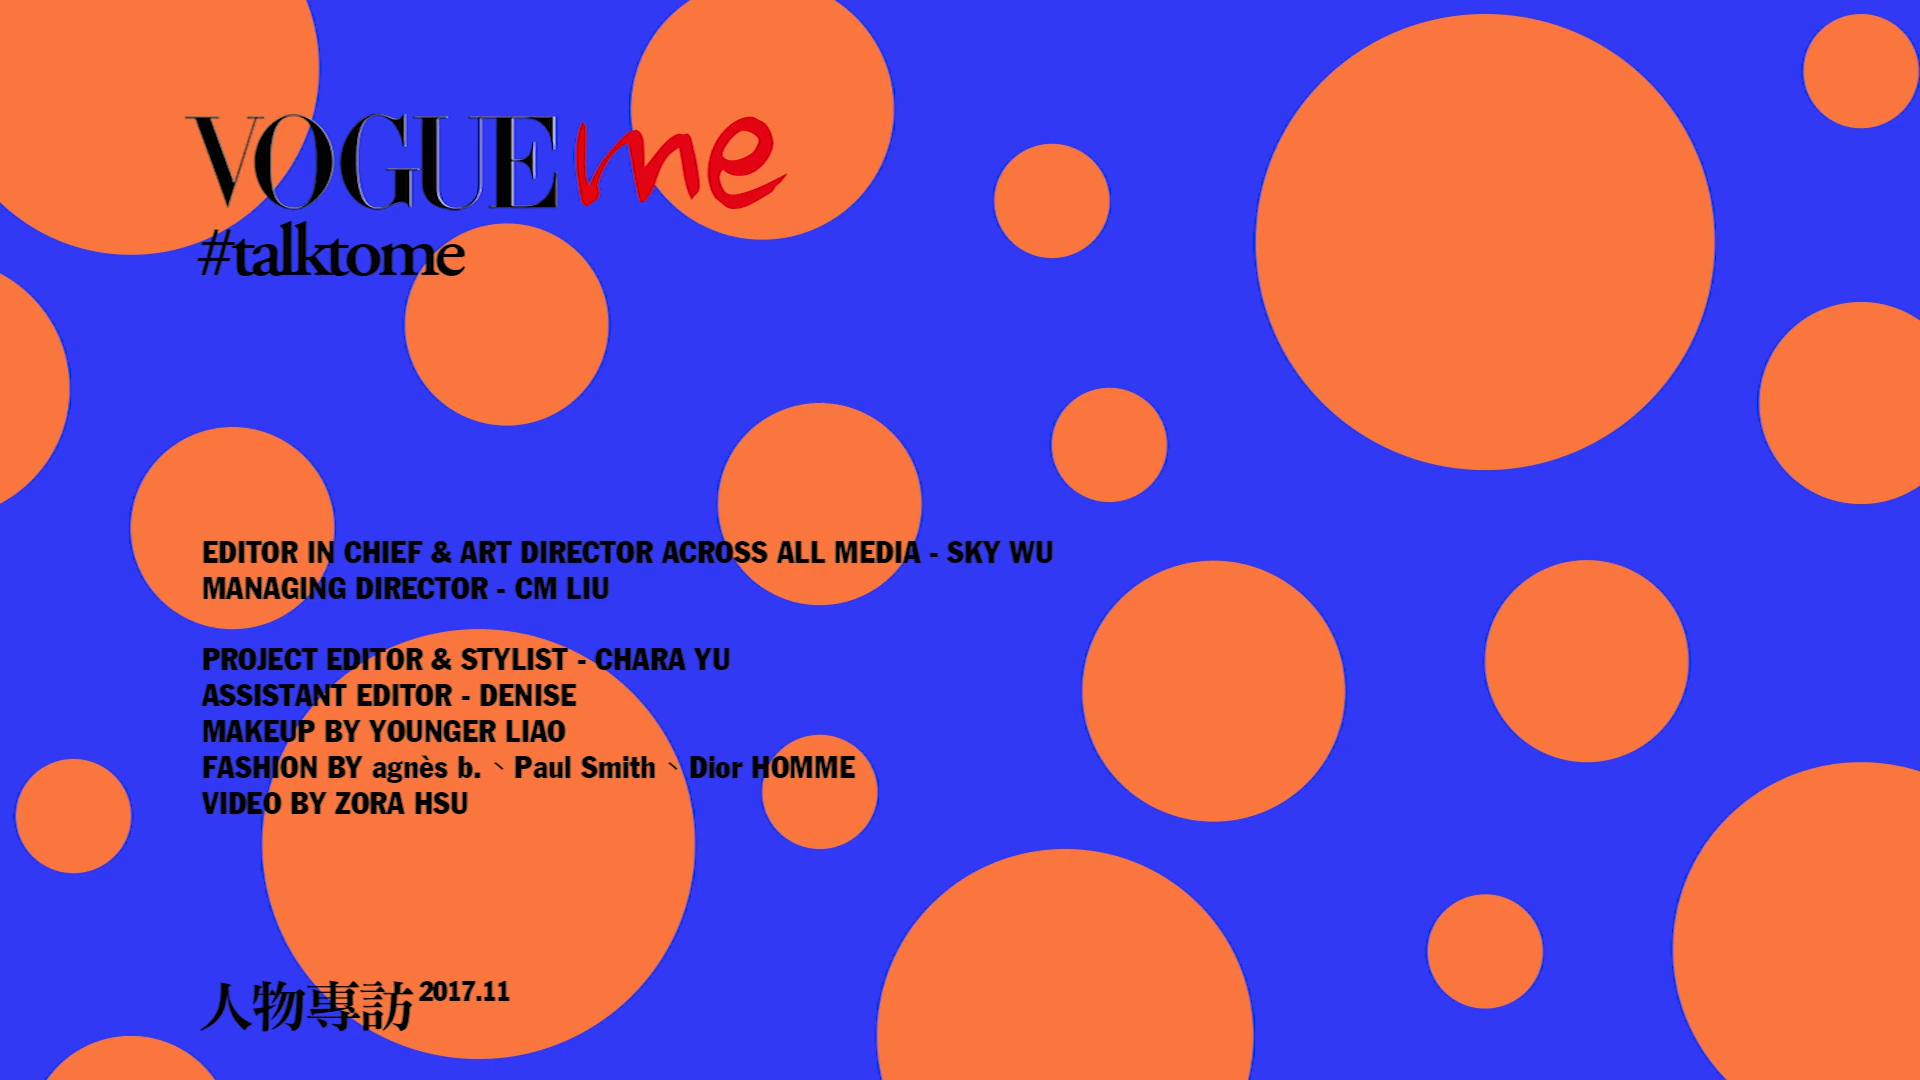 VOGUE me
#talktome
EDITOR IN CHIEF & ART DIRECTOR ACROSS ALL MEDIA - SKY WU
MANAGING DIRECTOR - CM LIU
PROJECT EDITOR & STYLIST - CHARA YU
ASSISTANT EDITOR - DENISE
MAKEUP BY YOUNGER LIAO
FASHION BY agnès b. 、Paul Smith 、Dior HOMME
VIDEO BY ZORA HSU
人物專訪 2017.11